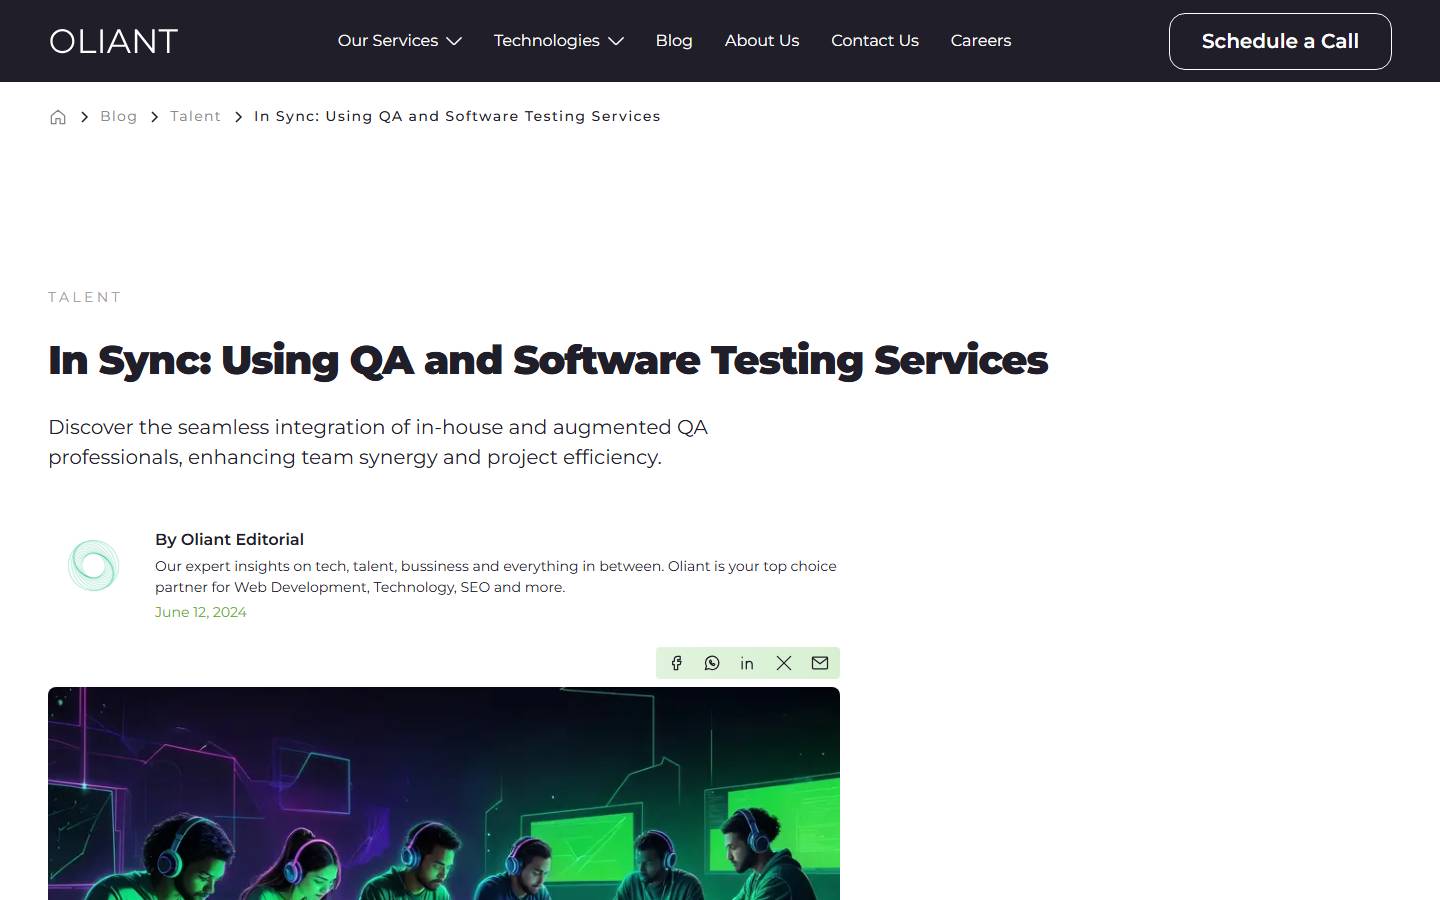 OLIANT
Our Services
Technologies
Blog
About Us
Contact Us
Careers
Schedule a Call
Blog
Talent
In Sync: Using QA and Software Testing Services
TALENT
In Sync: Using QA and Software Testing Services
Discover the seamless integration of in-house and augmented QA
professionals, enhancing team synergy and project efficiency.
By Oliant Editorial
Our expert insights on tech, talent, bussiness and everything in between. Oliant is your top choice
partner for Web Development, Technology, SEO and more.
June 12, 2024